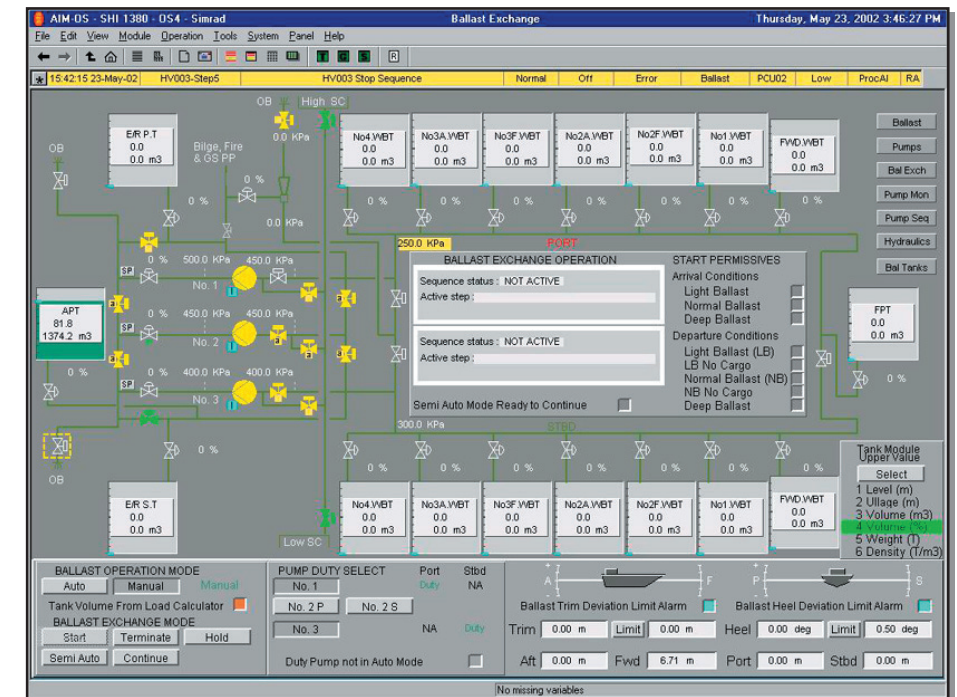 AIM-OS - SHI 1380 - OS4 - Simrad Ballast Exchange Thursday, May 23, 2002 3:46:27 PM
File Edit View Module Operation Tools System Panel Help
T G S R
15:42:15 23-May-02 HV003-Step5 HV003 Stop Sequence Normal Off Error Ballast PCU02 Low ProcAl RA
OB High SC
0.0 KPa
OB
E/R P.T
0.0
0.0 m3
Bilge, Fire
& GS PP
0 %
0 %
0.0 KPa
No4.WBT
0.0
0.0 m3
No3A.WBT
0.0
0.0 m3
No3F.WBT
0.0
0.0 m3
No2A.WBT
0.0
0.0 m3
No2F.WBT
0.0
0.0 m3
No1.WBT
0.0
0.0 m3
FWD.WBT
0.0
0.0 m3
0 % 0 % 0 % 0 % 0 % 0 % 0 %
Ballast
Pumps
Bal Exch
Pump Mon
Pump Seq
Hydraulics
Bal Tanks
250.0 KPa PORT
0 % 500.0 KPa 450.0 KPa
SP
No. 1 I
a
a
0 % 450.0 KPa 450.0 KPa
SP
No. 2 I
a
a
0 % 400.0 KPa 400.0 KPa
SP
No. 3 I
APT
81.8
1374.2 m3
0 %
OB
BALLAST EXCHANGE OPERATION
Sequence status : NOT ACTIVE
Active step :
Sequence status : NOT ACTIVE
Active step :
Semi Auto Mode Ready to Continue
START PERMISSIVES
Arrival Conditions
Light Ballast
Normal Ballast
Deep Ballast
Departure Conditions
Light Ballast (LB)
LB No Cargo
Normal Ballast (NB)
NB No Cargo
Deep Ballast
FPT
0.0
0.0 m3
0 %
300.0 KPa STBD
0 %
0 % 0 % 0 % 0 % 0 % 0 % 0 %
E/R S.T
0.0
0.0 m3
Low SC
No4.WBT
0.0
0.0 m3
No3A.WBT
0.0
0.0 m3
No3F.WBT
0.0
0.0 m3
No2A.WBT
0.0
0.0 m3
No2F.WBT
0.0
0.0 m3
No1.WBT
0.0
0.0 m3
FWD.WBT
0.0
0.0 m3
Tank Module
Upper Value
Select
1 Level (m)
2 Ullage (m)
3 Volume (m3)
4 Volume (%)
5 Weight (T)
6 Density (T/m3)
BALLAST OPERATION MODE
Auto Manual Manual
Tank Volume From Load Calculator
BALLAST EXCHANGE MODE
Start Terminate Hold
Semi Auto Continue
PUMP DUTY SELECT Port Stbd
No. 1 Duty NA
No. 2 P No. 2 S
No. 3 NA Duty
Duty Pump not in Auto Mode
A F
Ballast Trim Deviation Limit Alarm
Trim 0.00 m Limit 0.00 m
Aft 0.00 m Fwd 6.71 m
P S
Ballast Heel Deviation Limit Alarm
Heel 0.00 deg Limit 0.50 deg
Port 0.00 m Stbd 0.00 m
No missing variables